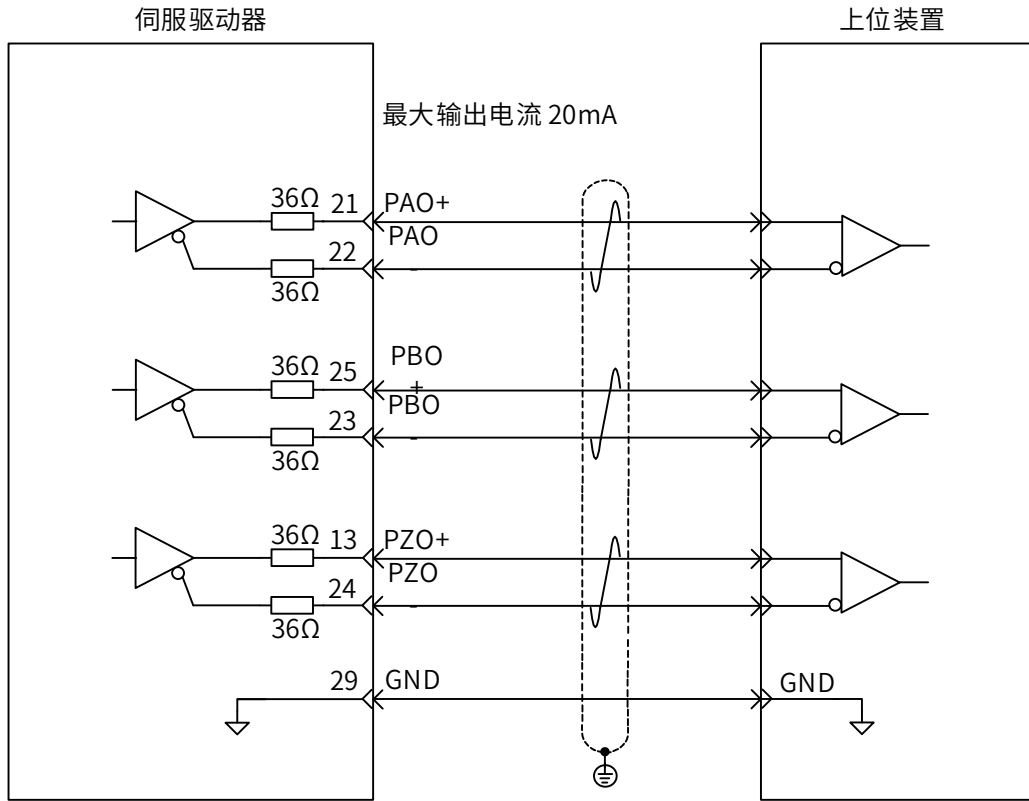 伺服驱动器
上位装置
最大输出电流 20mA
36Ω 21 PAO+
PAO
22
-
36Ω
36Ω 25 PBO
+
PBO
23
-
36Ω
36Ω 13 PZO+
PZO
24
-
36Ω
29 GND
GND